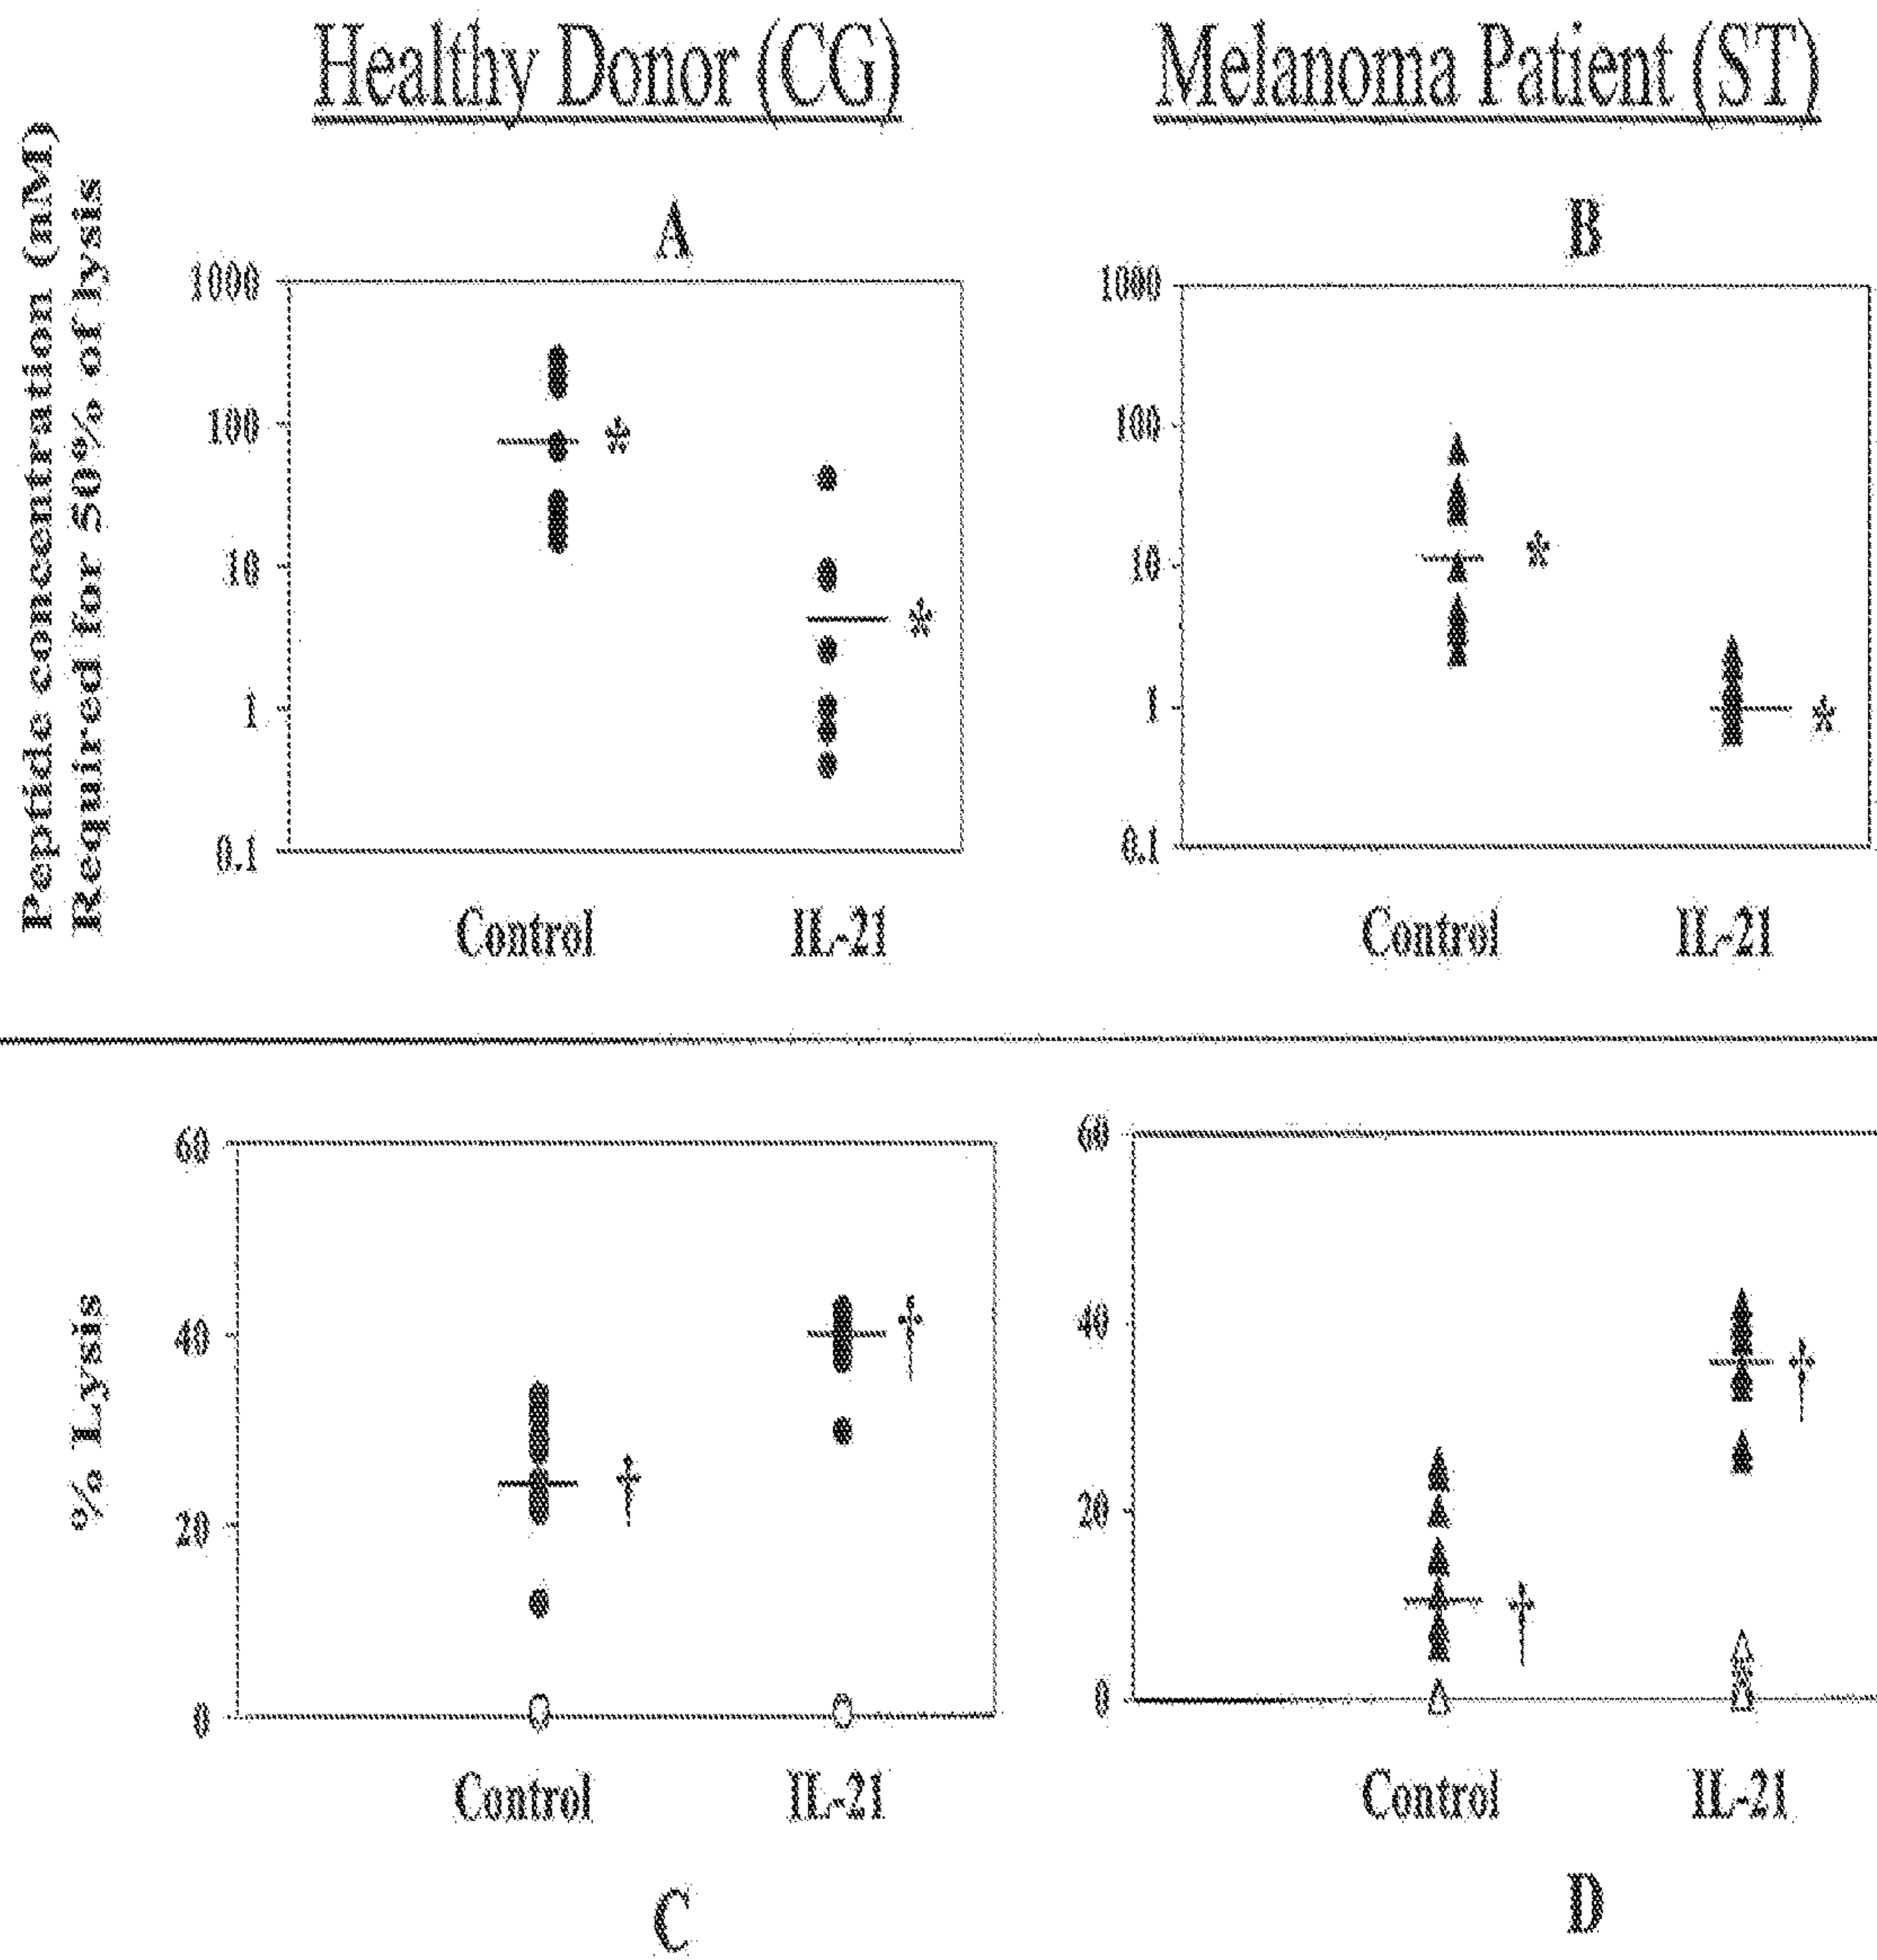 Healthy Donor (CG)
Melanoma Patient (ST)
Peptide concentration (nM)
Required for 50% of lysis
A
1000
100
10
1
0.1
*
*
Control
IL-21
B
1000
100
10
1
0.1
*
*
Control
IL-21
% Lysis
60
40
20
0
†
†
Control
IL-21
C
60
40
20
0
†
†
Control
IL-21
D